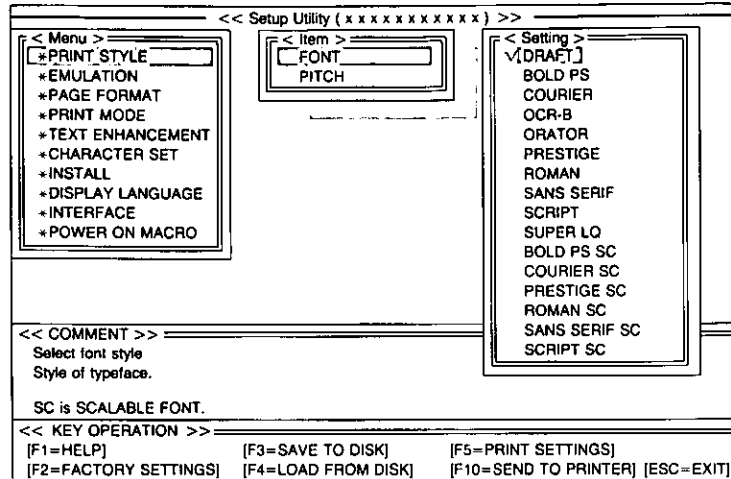 << Setup Utility ( x x x x x x x x x x x ) >>
< Menu >
*PRINT STYLE
*EMULATION
*PAGE FORMAT
*PRINT MODE
*TEXT ENHANCEMENT
*CHARACTER SET
*INSTALL
*DISPLAY LANGUAGE
*INTERFACE
*POWER ON MACRO
< Item >
FONT
PITCH
< Setting >
√[DRAFT]
BOLD PS
COURIER
OCR-B
ORATOR
PRESTIGE
ROMAN
SANS SERIF
SCRIPT
SUPER LQ
BOLD PS SC
COURIER SC
PRESTIGE SC
ROMAN SC
SANS SERIF SC
SCRIPT SC
<< COMMENT >>
Select font style
Style of typeface.
SC is SCALABLE FONT.
<< KEY OPERATION >>
[F1=HELP] [F3=SAVE TO DISK] [F5=PRINT SETTINGS]
[F2=FACTORY SETTINGS] [F4=LOAD FROM DISK] [F10=SEND TO PRINTER] [ESC=EXIT]